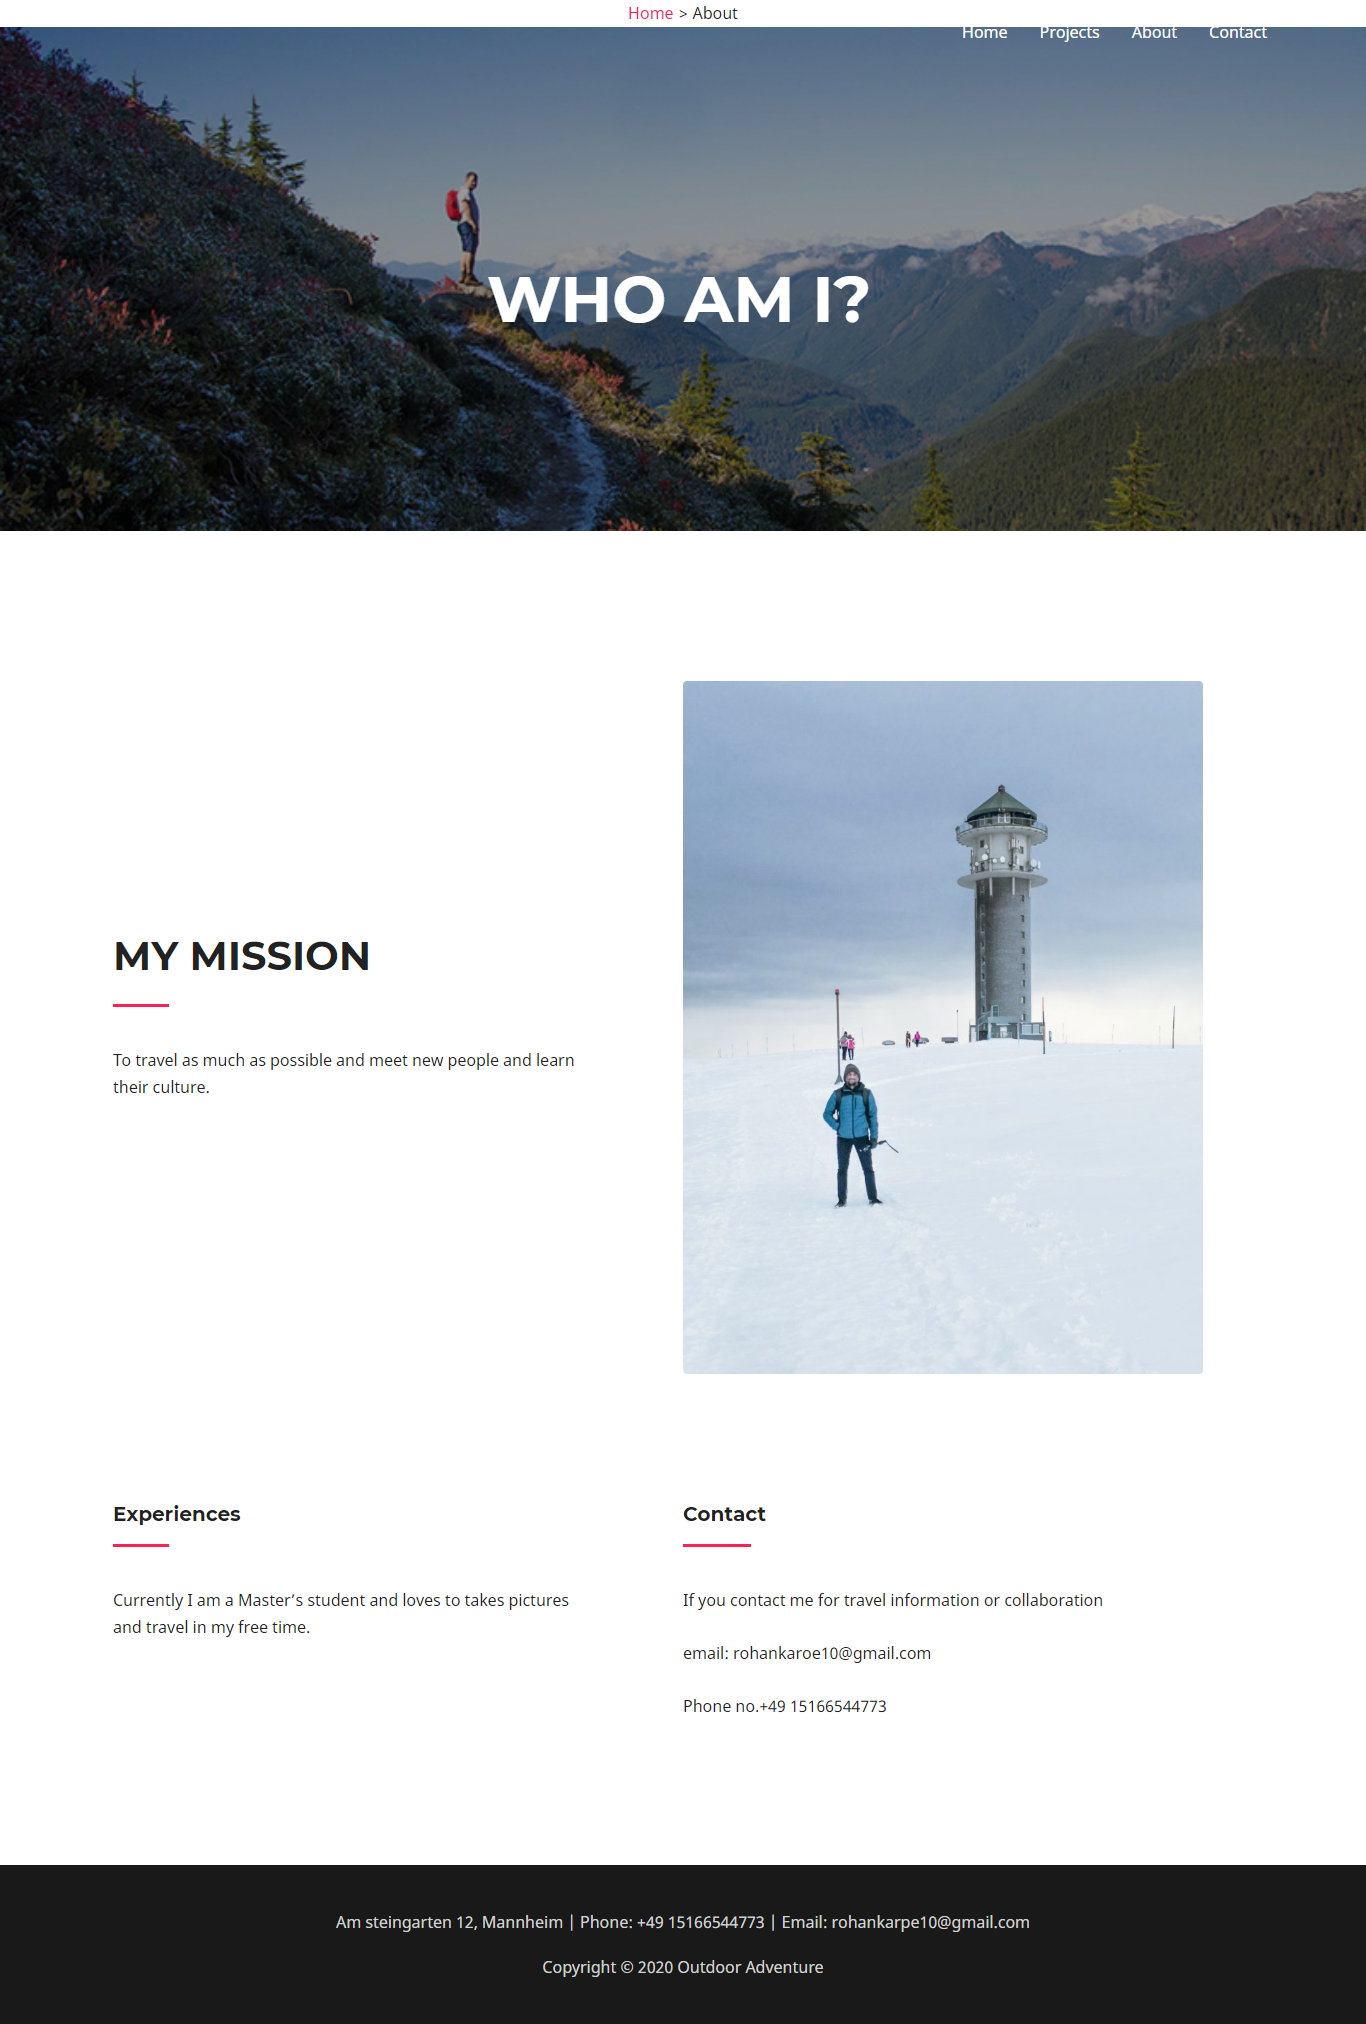 Home > About
Home Projects About Contact
WHO AM I?
MY MISSION
To travel as much as possible and meet new people and learn
their culture.
Experiences
Currently I am a Master's student and loves to takes pictures
and travel in my free time.
Contact
If you contact me for travel information or collaboration
email: rohankaroe10@gmail.com
Phone no.+49 15166544773
Am steingarten 12, Mannheim | Phone: +49 15166544773 | Email: rohankarpe10@gmail.com
Copyright © 2020 Outdoor Adventure